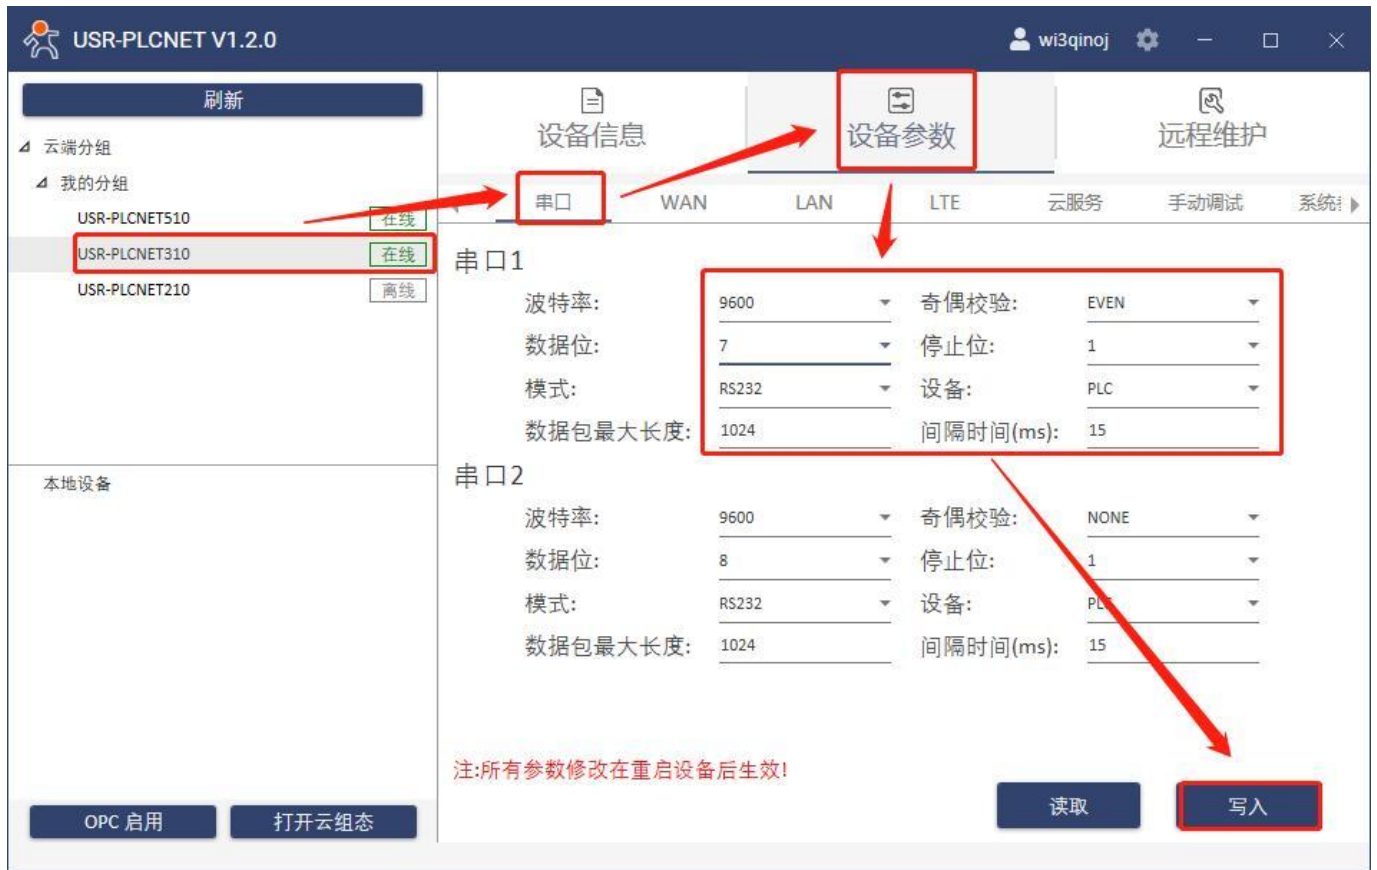 USR-PLCNET V1.2.0
wi3qinoj
刷新
云端分组
我的分组
USR-PLCNET510 在线
USR-PLCNET310 在线
USR-PLCNET210 离线
本地设备
OPC 启用 打开云组态
设备信息 设备参数 远程维护
串口 WAN LAN LTE 云服务 手动调试 系统
串口1
波特率: 9600 奇偶校验: EVEN
数据位: 7 停止位: 1
模式: RS232 设备: PLC
数据包最大长度: 1024 间隔时间(ms): 15
串口2
波特率: 9600 奇偶校验: NONE
数据位: 8 停止位: 1
模式: RS232 设备: PLC
数据包最大长度: 1024 间隔时间(ms): 15
注:所有参数修改在重启设备后生效!
读取 写入